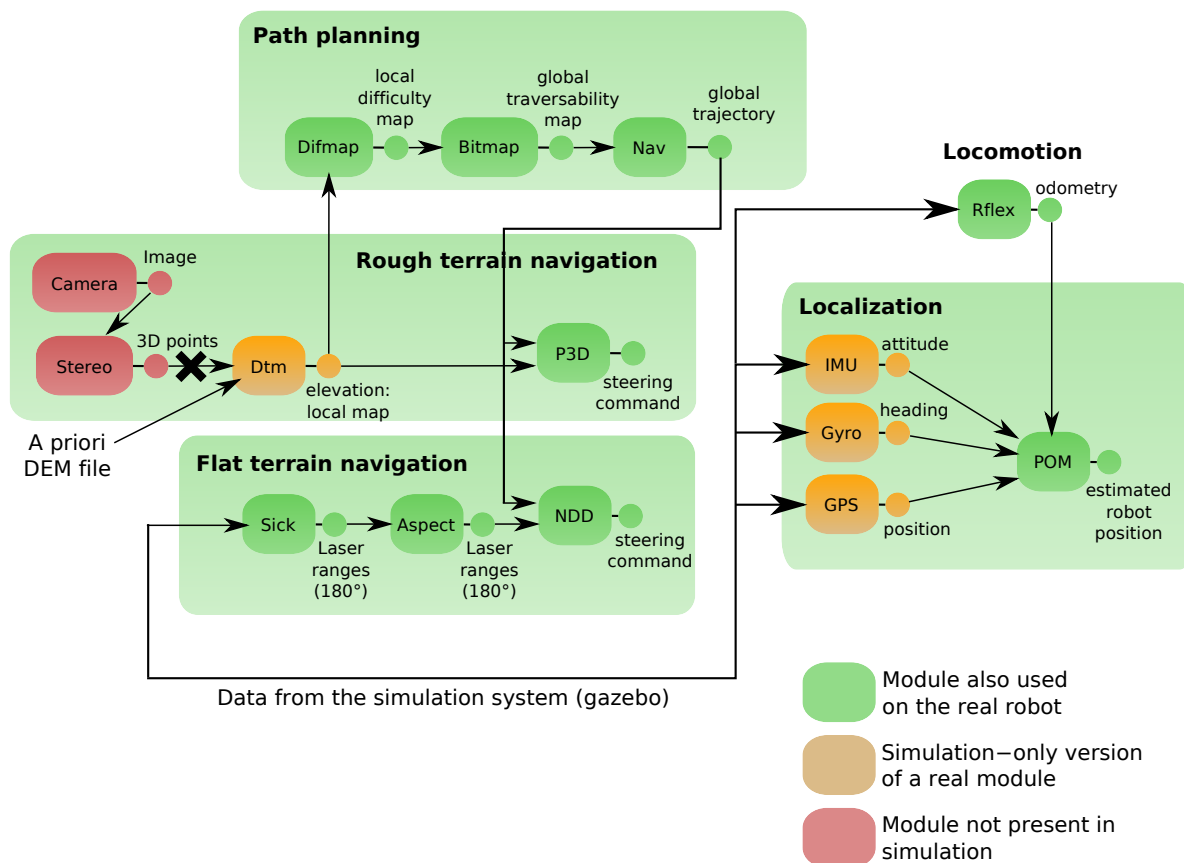 Path planning
local
difficulty
map
global
traversability
map
global
trajectory
Difmap
Bitmap
Nav
Locomotion
Rflex
odometry
Rough terrain navigation
Camera
Image
Stereo
3D points
Dtm
elevation:
local map
P3D
steering
command
A priori
DEM file
Flat terrain navigation
Sick
Laser
ranges
(180°)
Aspect
Laser
ranges
(180°)
NDD
steering
command
Localization
IMU
attitude
Gyro
heading
GPS
position
POM
estimated
robot
position
Data from the simulation system (gazebo)
Module also used
on the real robot
Simulation−only version
of a real module
Module not present in
simulation